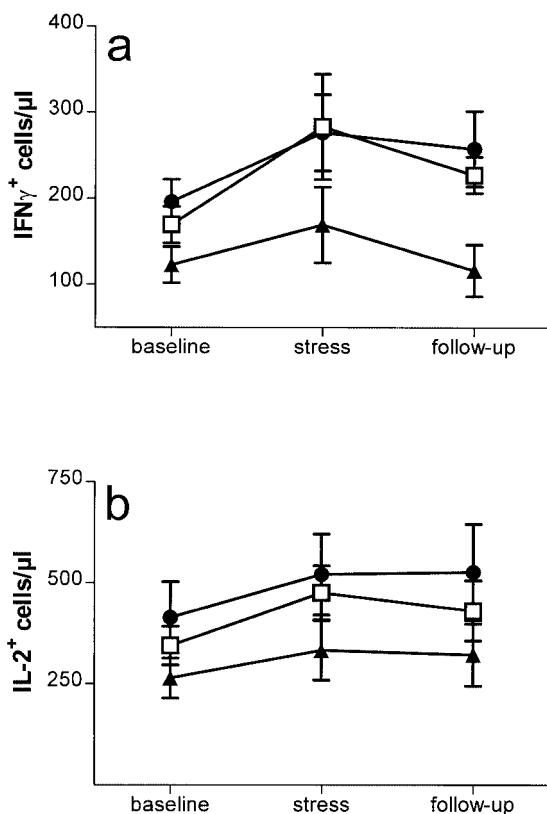 400
a
300
200
100
IFNγ⁺ cells/µl
baseline stress follow-up
750
b
500
250
IL-2⁺ cells/µl
baseline stress follow-up